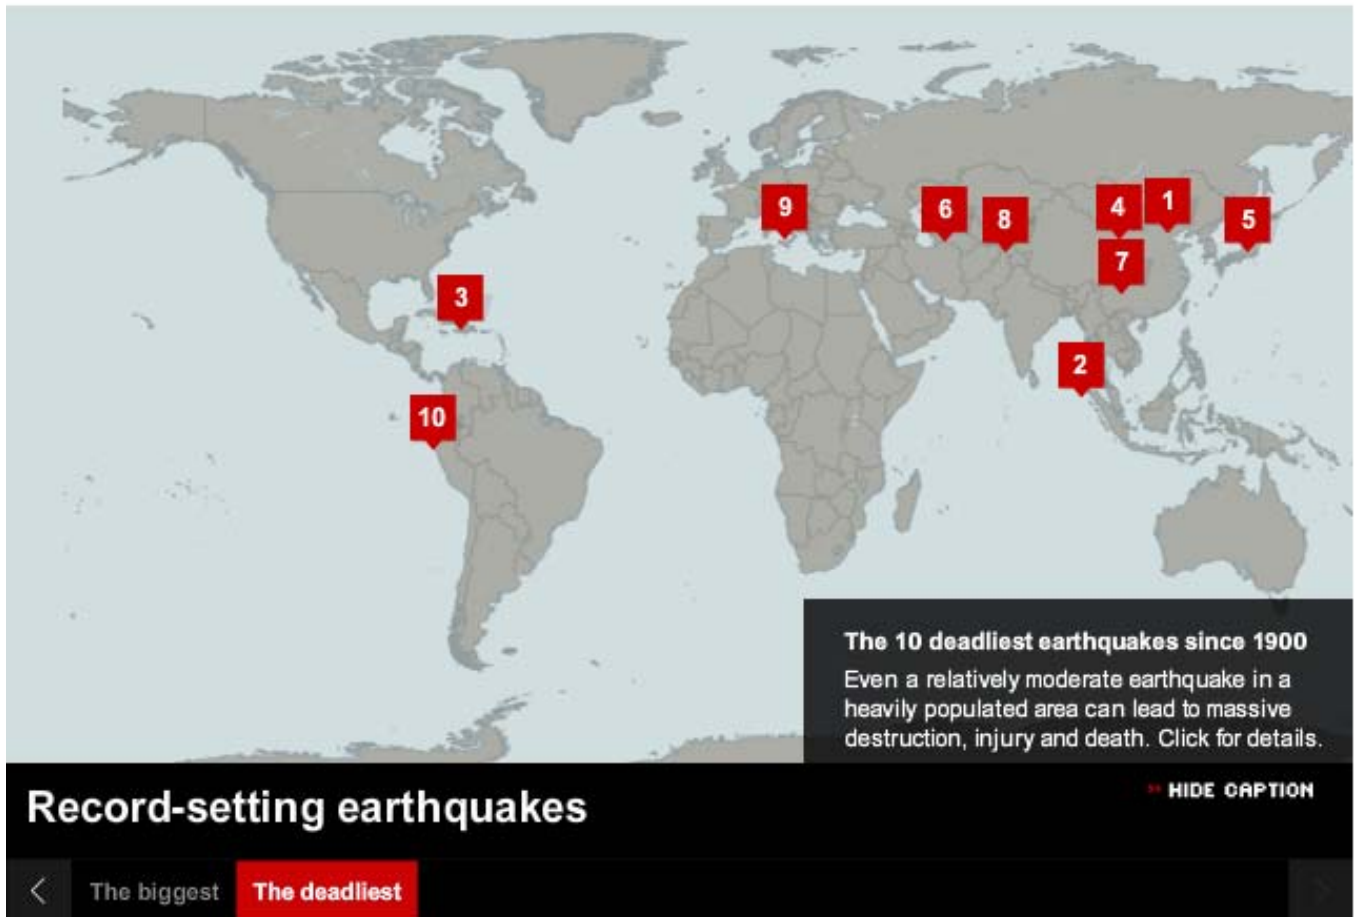 9
6
8
4
1
5
7
3
2
10
The 10 deadliest earthquakes since 1900
Even a relatively moderate earthquake in a
heavily populated area can lead to massive
destruction, injury and death. Click for details.
Record-setting earthquakes
HIDE CAPTION
The biggest
The deadliest